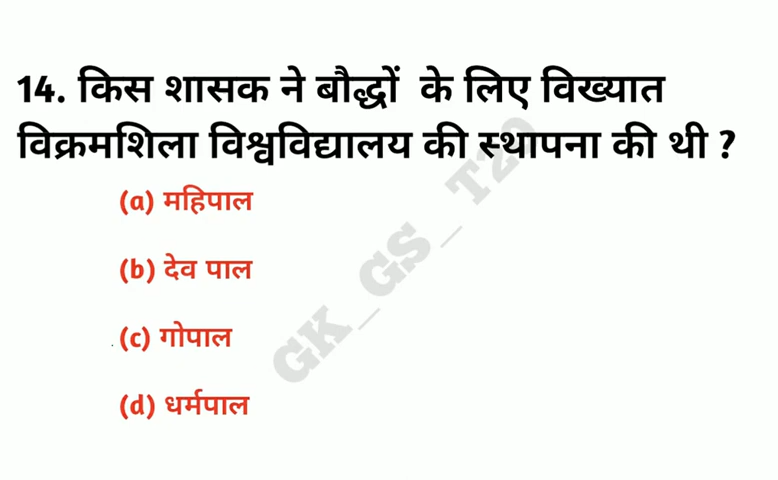 14. किस शासक ने बौद्धों के लिए विख्यात
विक्रमशिला विश्वविद्यालय की स्थापना की थी ?
(a) महिपाल
(b) देव पाल
(c) गोपाल
(d) धर्मपाल
GK_GS_T20